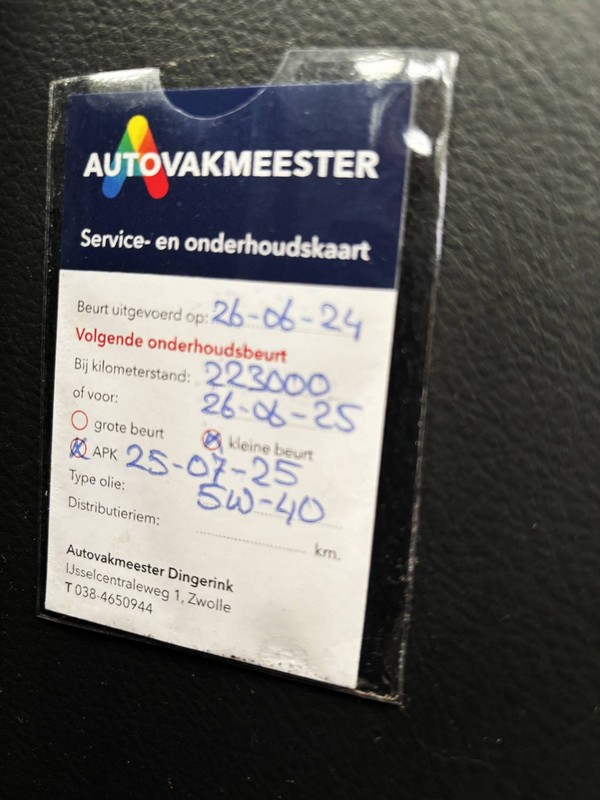 AUTOVAKMEESTER
Service- en onderhoudskaart
Beurt uitgevoerd op: 26-06-24
Volgende onderhoudsbeurt
Bij kilometerstand: 223000
of voor: 26-06-25
grote beurt kleine beurt
APK 25-07-25
Type olie: 5W-40
Distributieriem: km.
Autovakmeester Dingerink
IJsselcentraleweg 1, Zwolle
T 038-4650944